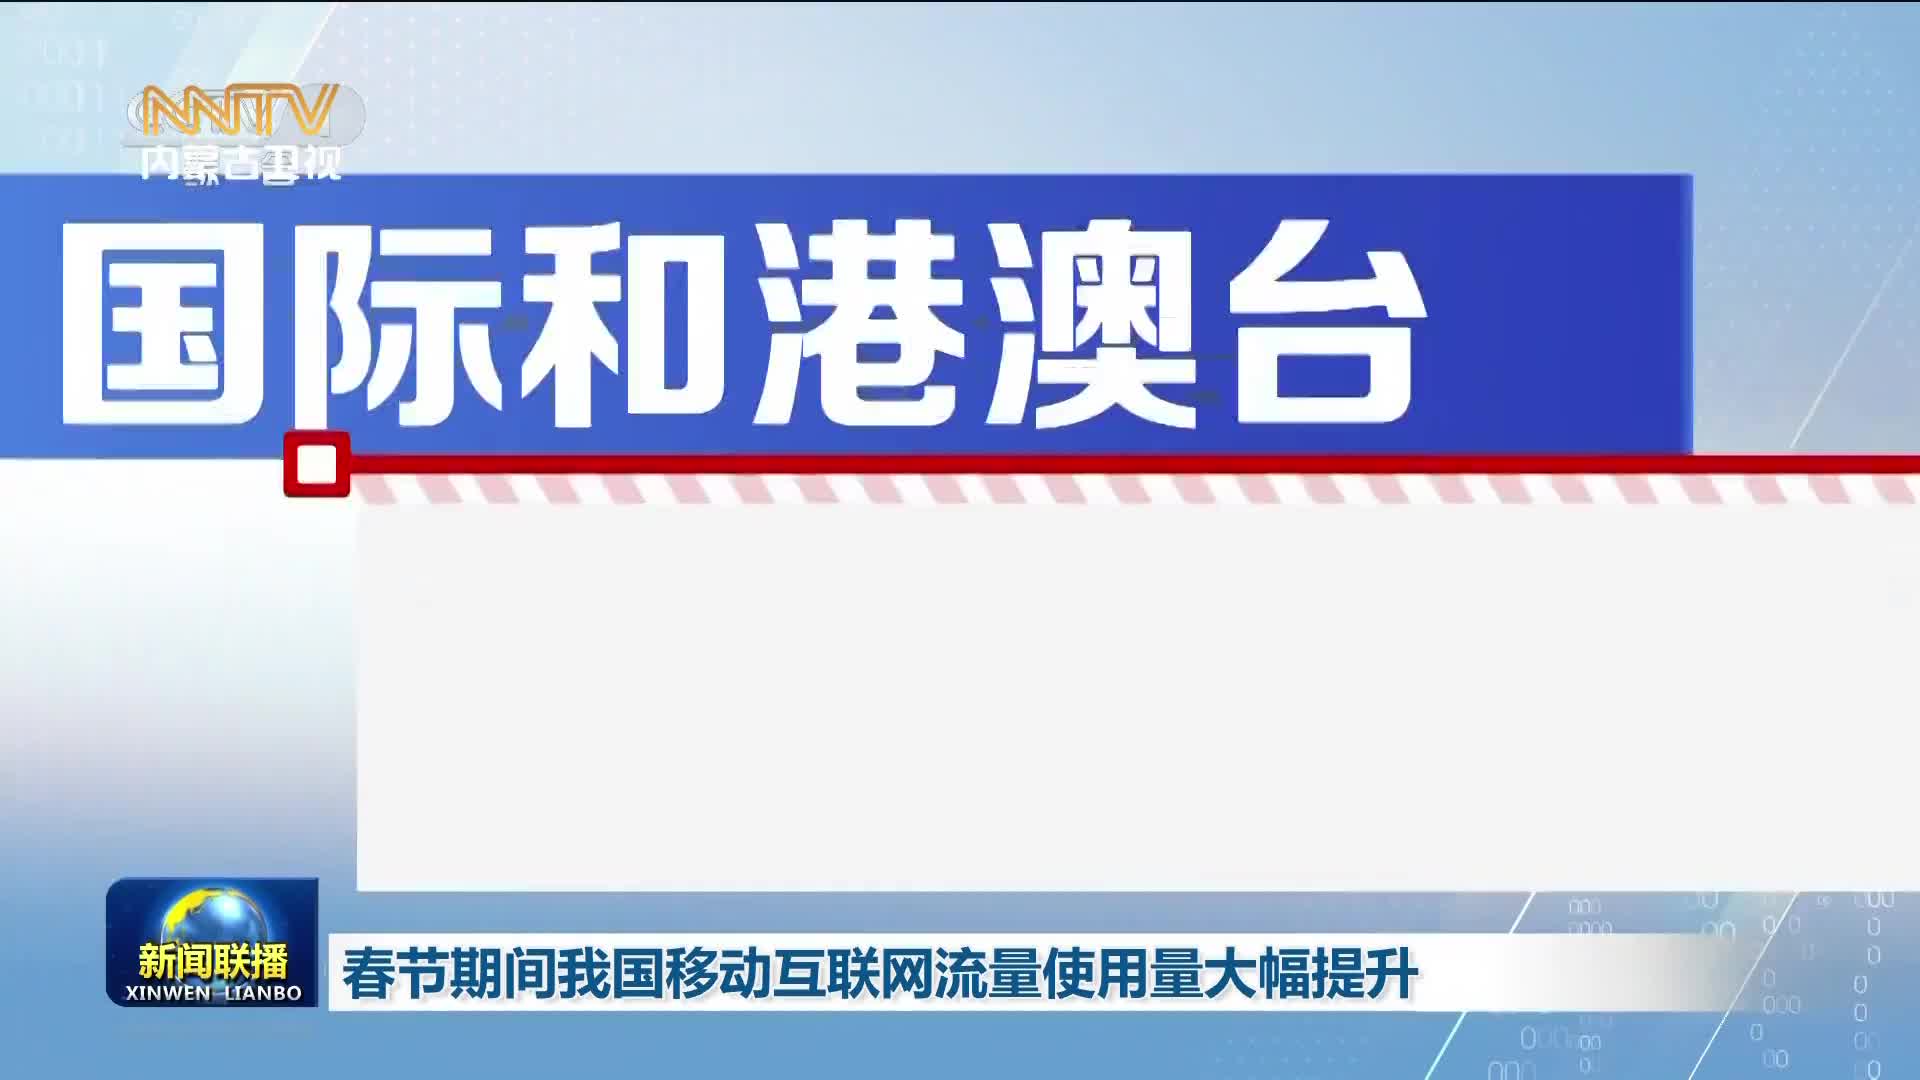 NNTV
内蒙古卫视
国际和港澳台
新闻联播
XINWEN LIANBO
春节期间我国移动互联网流量使用量大幅提升